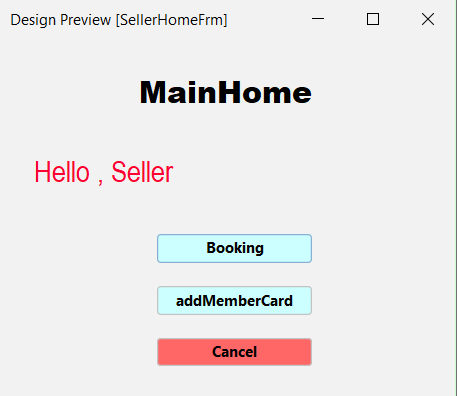 Design Preview [SellerHomeFrm]
MainHome
Hello , Seller
Booking
addMemberCard
Cancel